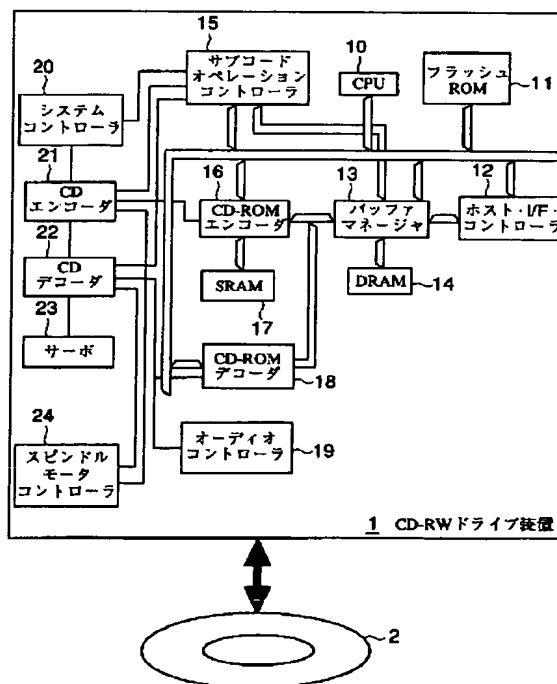 15
サブコード
オペレーション
コントローラ
10
CPU
フラッシュ
ROM
11
20
システム
コントローラ
21
CD
エンコーダ
16
CD-ROM
エンコーダ
13
バッファ
マネージャ
12
ホスト・I/F・
コントローラ
22
CD
デコーダ
SRAM
17
DRAM
14
23
サーボ
CD-ROM
デコーダ
18
24
スピンドル
モータ
コントローラ
オーディオ
コントローラ
19
1 CD-RWドライブ装置
2